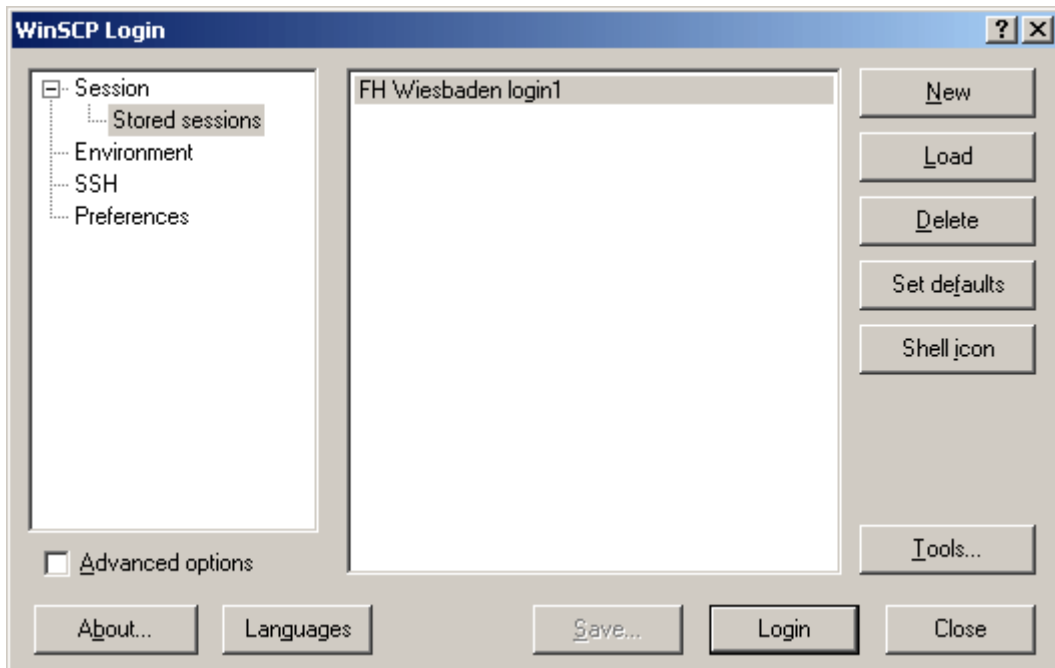 WinSCP Login
Session
Stored sessions
Environment
SSH
Preferences
Advanced options
FH Wiesbaden login1
New
Load
Delete
Set defaults
Shell icon
Tools...
About...
Languages
Save...
Login
Close